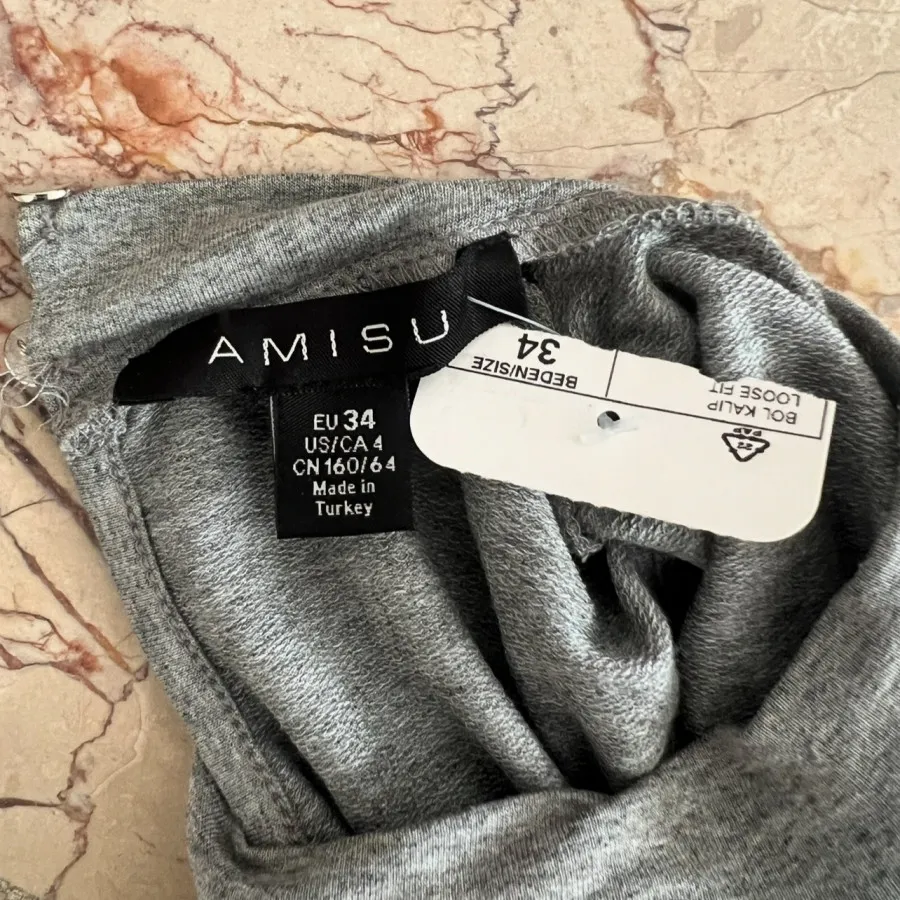 AMISU
EU 34
US/CA 4
CN 160/64
Made in
Turkey
BEDEN/SIZE
34
BOL KALIP
LOOSE FIT
PAP